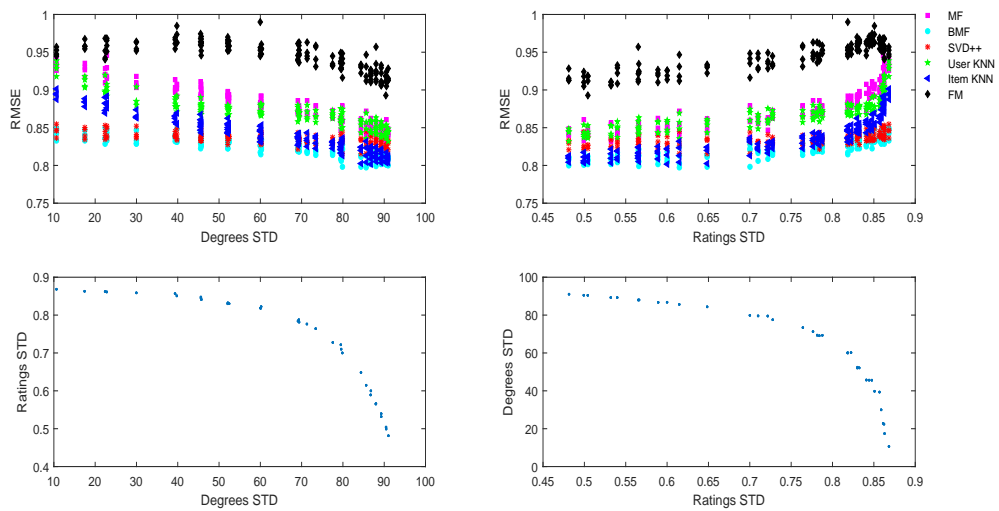 1
0.95
0.9
0.85
0.8
0.75
RMSE
10 20 30 40 50 60 70 80 90 100
Degrees STD
1
0.95
0.9
0.85
0.8
0.75
RMSE
0.45 0.5 0.55 0.6 0.65 0.7 0.75 0.8 0.85 0.9
Ratings STD
MF
BMF
SVD++
User KNN
Item KNN
FM
0.9
0.8
0.7
0.6
0.5
0.4
Ratings STD
10 20 30 40 50 60 70 80 90 100
Degrees STD
100
80
60
40
20
0
Degrees STD
0.45 0.5 0.55 0.6 0.65 0.7 0.75 0.8 0.85 0.9
Ratings STD